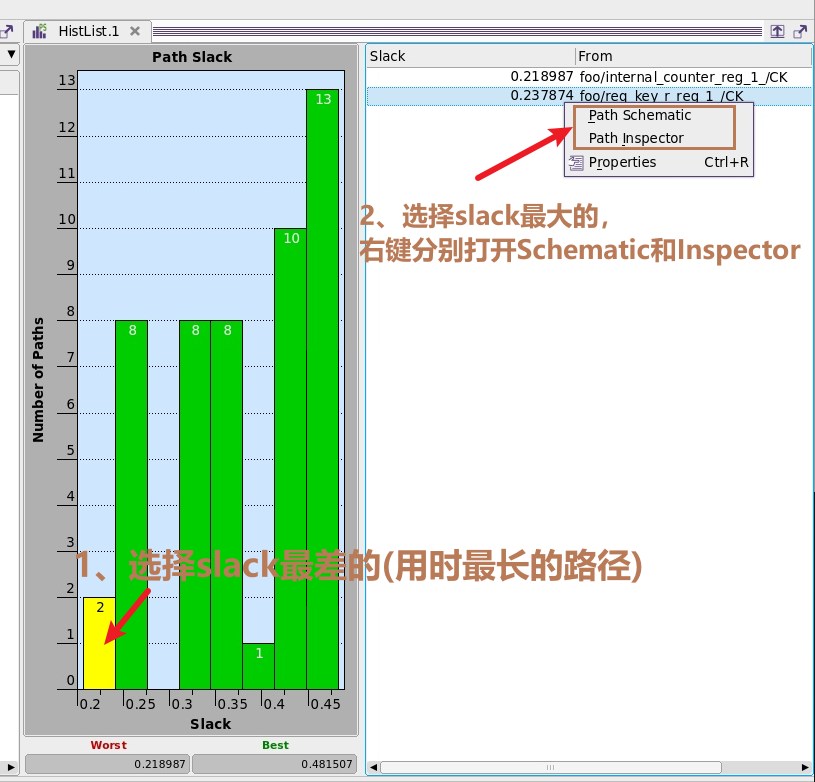 HistList.1
Path Slack
13
12
11
10
9
8
7
6
5
4
3
2
1
0
Number of Paths
2
8
8
8
1
10
13
0.2
0.25
0.3
0.35
0.4
0.45
Slack
Worst
Best
0.218987
0.481507
Slack From
0.218987 foo/internal_counter_reg_1_/CK
0.237874 foo/reg_key_r_reg_1_/CK
Path Schematic
Path Inspector
Properties Ctrl+R
2、选择slack最大的，
右键分别打开Schematic和Inspector
1、选择slack最差的(用时最长的路径)